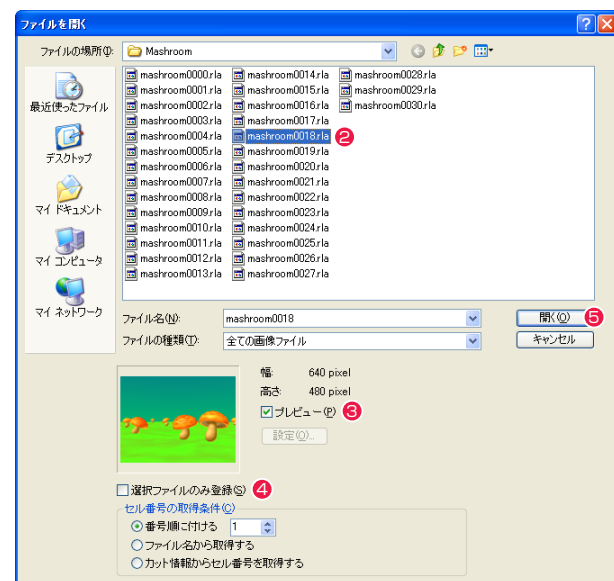 ファイルを開く
ファイルの場所(I):
Mashroom
最近使ったファイル
デスクトップ
マイ ドキュメント
マイ コンピュータ
マイ ネットワーク
mashroom0000.rla
mashroom0001.rla
mashroom0002.rla
mashroom0003.rla
mashroom0004.rla
mashroom0005.rla
mashroom0006.rla
mashroom0007.rla
mashroom0008.rla
mashroom0009.rla
mashroom0010.rla
mashroom0011.rla
mashroom0012.rla
mashroom0013.rla
mashroom0014.rla
mashroom0015.rla
mashroom0016.rla
mashroom0017.rla
mashroom0018.rla ❷
mashroom0019.rla
mashroom0020.rla
mashroom0021.rla
mashroom0022.rla
mashroom0023.rla
mashroom0024.rla
mashroom0025.rla
mashroom0026.rla
mashroom0027.rla
mashroom0028.rla
mashroom0029.rla
mashroom0030.rla
ファイル名(N): mashroom0018 開く(O) ❺
ファイルの種類(T): 全ての画像ファイル キャンセル
幅: 640 pixel
高さ: 480 pixel
プレビュー(P) ❸
設定(O)...
選択ファイルのみ登録(S) ❹
セル番号の取得条件(C)
番号順に付ける 1
ファイル名から取得する
カット情報からセル番号を取得する